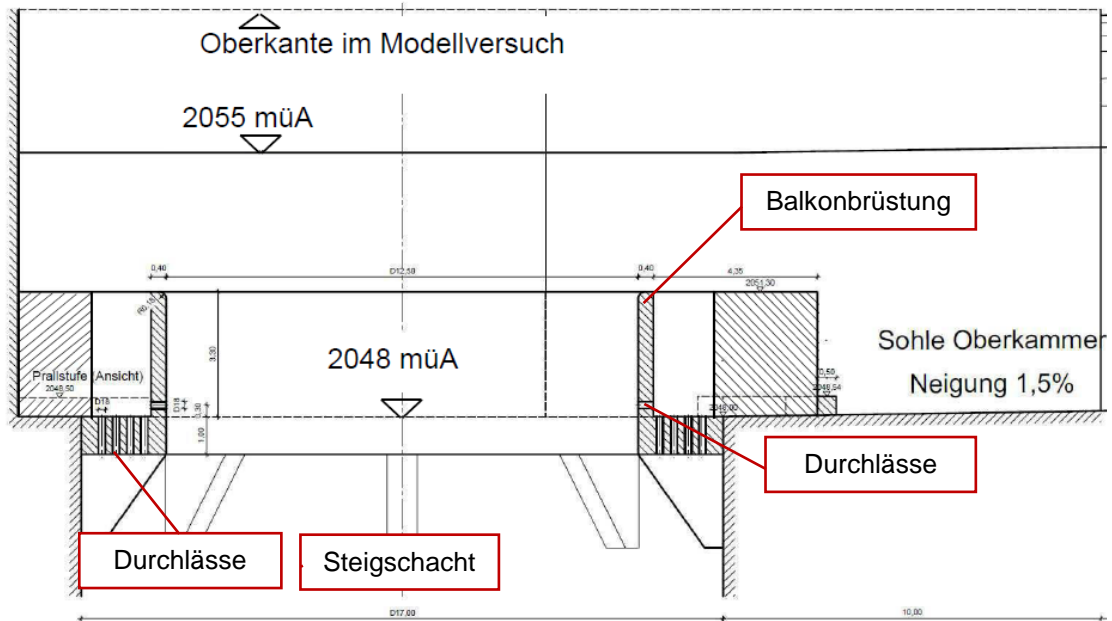 Oberkante im Modellversuch
2055 müA
Balkonbrüstung
0,40
D12,50
0,40
4,35
2051,30
R0,15
3,30
2048 müA
Sohle Oberkammer
Neigung 1,5%
Prallstufe (Ansicht)
2048,50
D18
D18
0,30
1,00
0,50
2048,54
2048,00
Durchlässe
Durchlässe
Steigschacht
D17,00
10,00